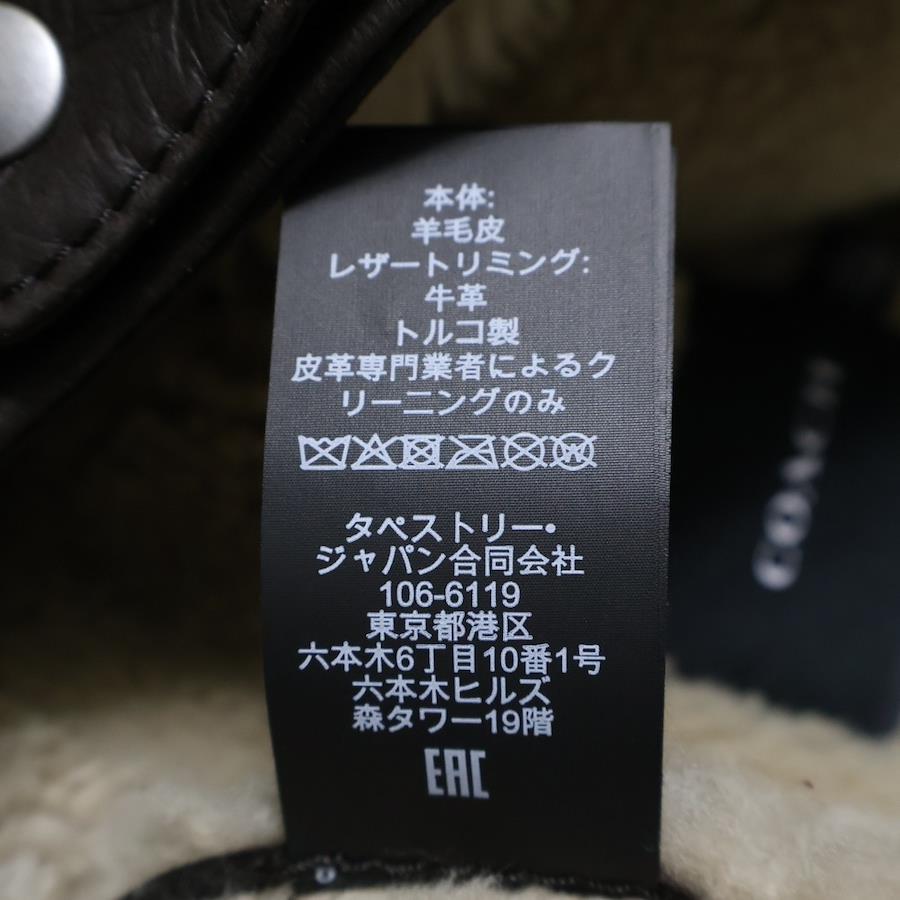 本体:
羊毛皮
レザートリミング:
牛革
トルコ製
皮革専門業者によるク
リーニングのみ
W
タペストリー・
ジャパン合同会社
106-6119
東京都港区
六本木6丁目10番1号
六本木ヒルズ
森タワー19階
EAC
COACH